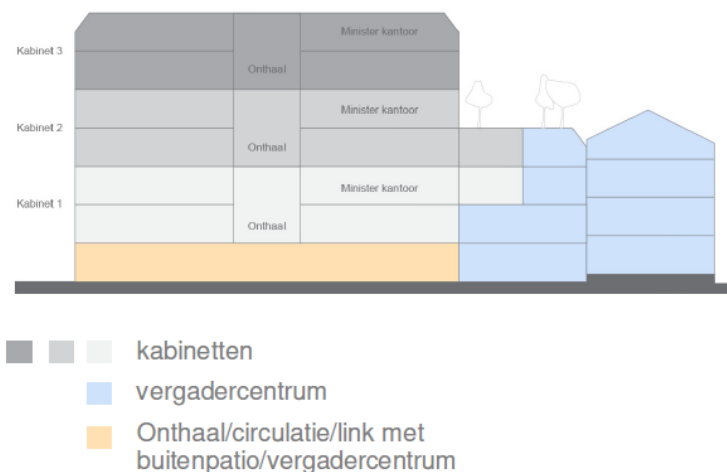 Minister kantoor
Kabinet 3
Onthaal
Minister kantoor
Kabinet 2
Onthaal
Minister kantoor
Kabinet 1
Onthaal
kabinetten
vergadercentrum
Onthaal/circulatie/link met
buitenpatio/vergadercentrum